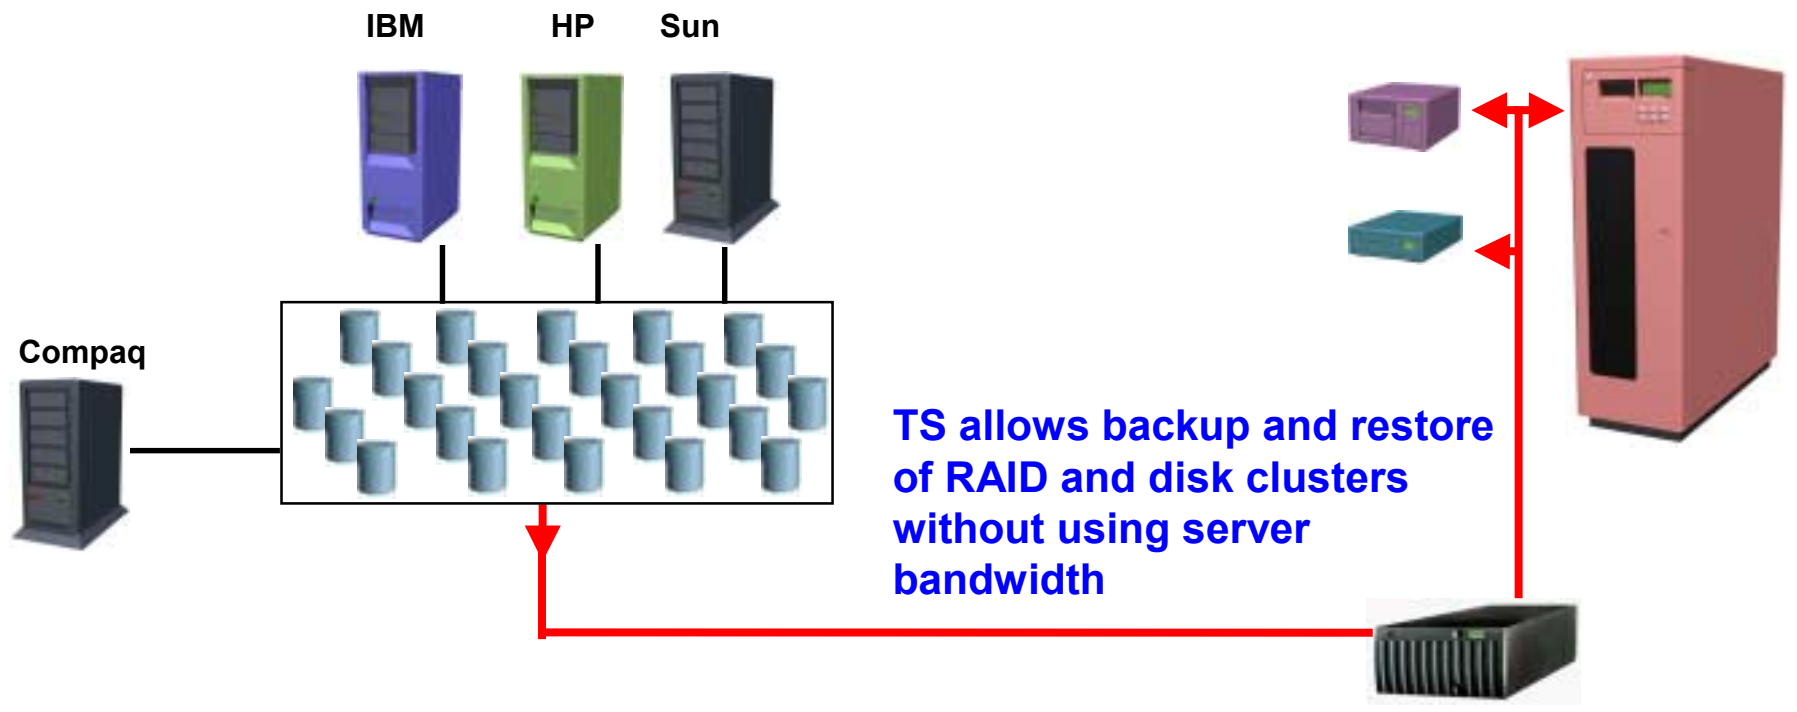 IBM HP Sun
Compaq
TS allows backup and restore
of RAID and disk clusters
without using server
bandwidth